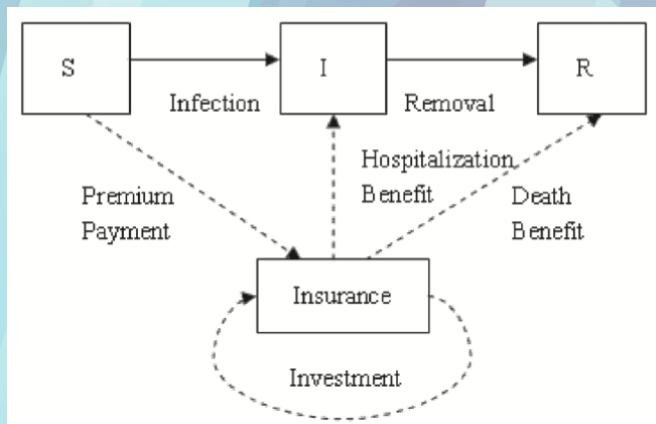 S
I
R
Infection
Removal
Hospitalization
Benefit
Premium
Payment
Death
Benefit
Insurance
Investment